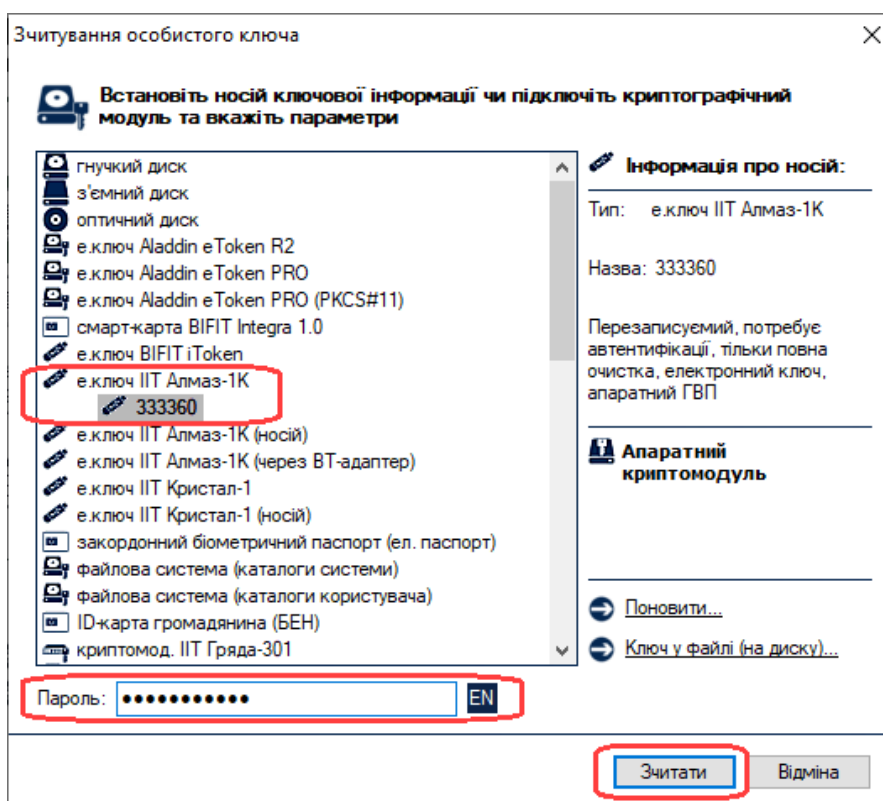 Зчитування особистого ключа
Встановіть носій ключової інформації чи підключіть криптографічний
модуль та вкажіть параметри
гнучкий диск
з'ємний диск
оптичний диск
е.ключ Aladdin eToken R2
е.ключ Aladdin eToken PRO
е.ключ Aladdin eToken PRO (PKCS#11)
смарт-карта BIFIT Integra 1.0
е.ключ BIFIT iToken
е.ключ ІІТ Алмаз-1К
333360
е.ключ ІІТ Алмаз-1К (носій)
е.ключ ІІТ Алмаз-1К (через BT-адаптер)
е.ключ ІІТ Кристал-1
е.ключ ІІТ Кристал-1 (носій)
закордонний біометричний паспорт (ел. паспорт)
файлова система (каталоги системи)
файлова система (каталоги користувача)
ID-карта громадянина (БЕН)
криптомод. ІІТ Гряда-301
Інформація про носій:
Тип: е.ключ ІІТ Алмаз-1К
Назва: 333360
Перезаписуємий, потребує
автентифікації, тільки повна
очистка, електронний ключ,
апаратний ГВП
Апаратний
криптомодуль
Поновити...
Ключ у файлі (на диску)...
Пароль: ●●●●●●●●●●● EN
Зчитати Відміна